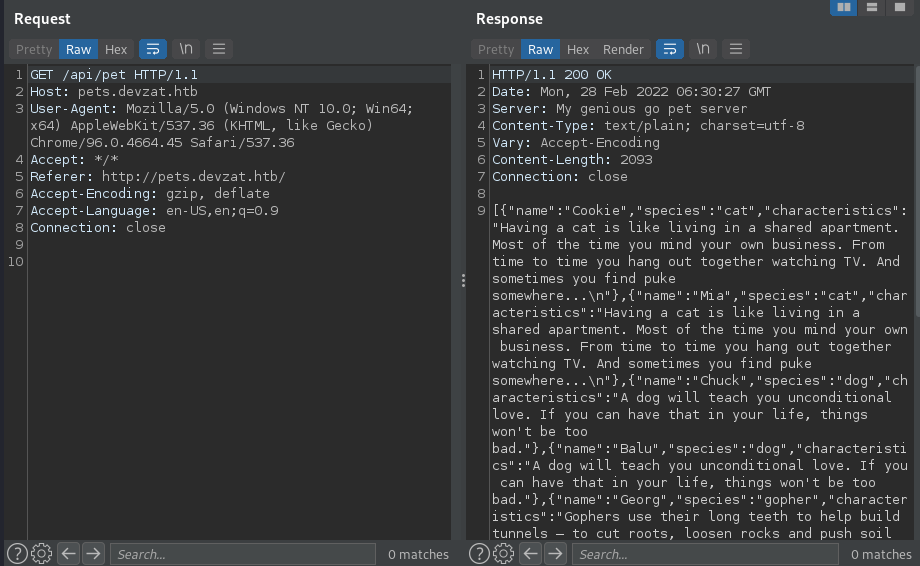 Request
Pretty Raw Hex \n
1 GET /api/pet HTTP/1.1
2 Host: pets.devzat.htb
3 User-Agent: Mozilla/5.0 (Windows NT 10.0; Win64;
x64) AppleWebKit/537.36 (KHTML, like Gecko)
Chrome/96.0.4664.45 Safari/537.36
4 Accept: */*
5 Referer: http://pets.devzat.htb/
6 Accept-Encoding: gzip, deflate
7 Accept-Language: en-US,en;q=0.9
8 Connection: close
9
10
Search...
0 matches
Response
Pretty Raw Hex Render \n
1 HTTP/1.1 200 OK
2 Date: Mon, 28 Feb 2022 06:30:27 GMT
3 Server: My genious go pet server
4 Content-Type: text/plain; charset=utf-8
5 Vary: Accept-Encoding
6 Content-Length: 2093
7 Connection: close
8
9 [{"name":"Cookie","species":"cat","characteristics":
"Having a cat is like living in a shared apartment.
Most of the time you mind your own business. From
time to time you hang out together watching TV. And
sometimes you find puke
somewhere...\n"},{"name":"Mia","species":"cat","char
acteristics":"Having a cat is like living in a
shared apartment. Most of the time you mind your own
business. From time to time you hang out together
watching TV. And sometimes you find puke
somewhere...\n"},{"name":"Chuck","species":"dog","ch
aracteristics":"A dog will teach you unconditional
love. If you can have that in your life, things
won't be too
bad."},{"name":"Balu","species":"dog","characteristi
cs":"A dog will teach you unconditional love. If you
can have that in your life, things won't be too
bad."},{"name":"Georg","species":"gopher","character
istics":"Gophers use their long teeth to help build
tunnels – to cut roots, loosen rocks and push soil
Search...
0 matches